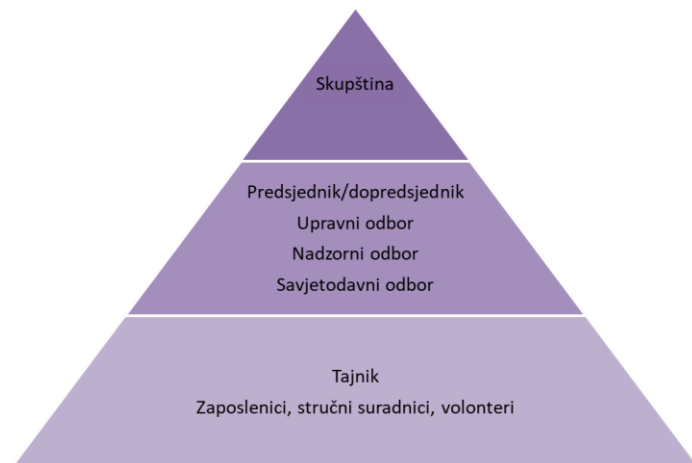 Skupština
Predsjednik/dopredsjednik
Upravni odbor
Nadzorni odbor
Savjetodavni odbor
Tajnik
Zaposlenici, stručni suradnici, volonteri